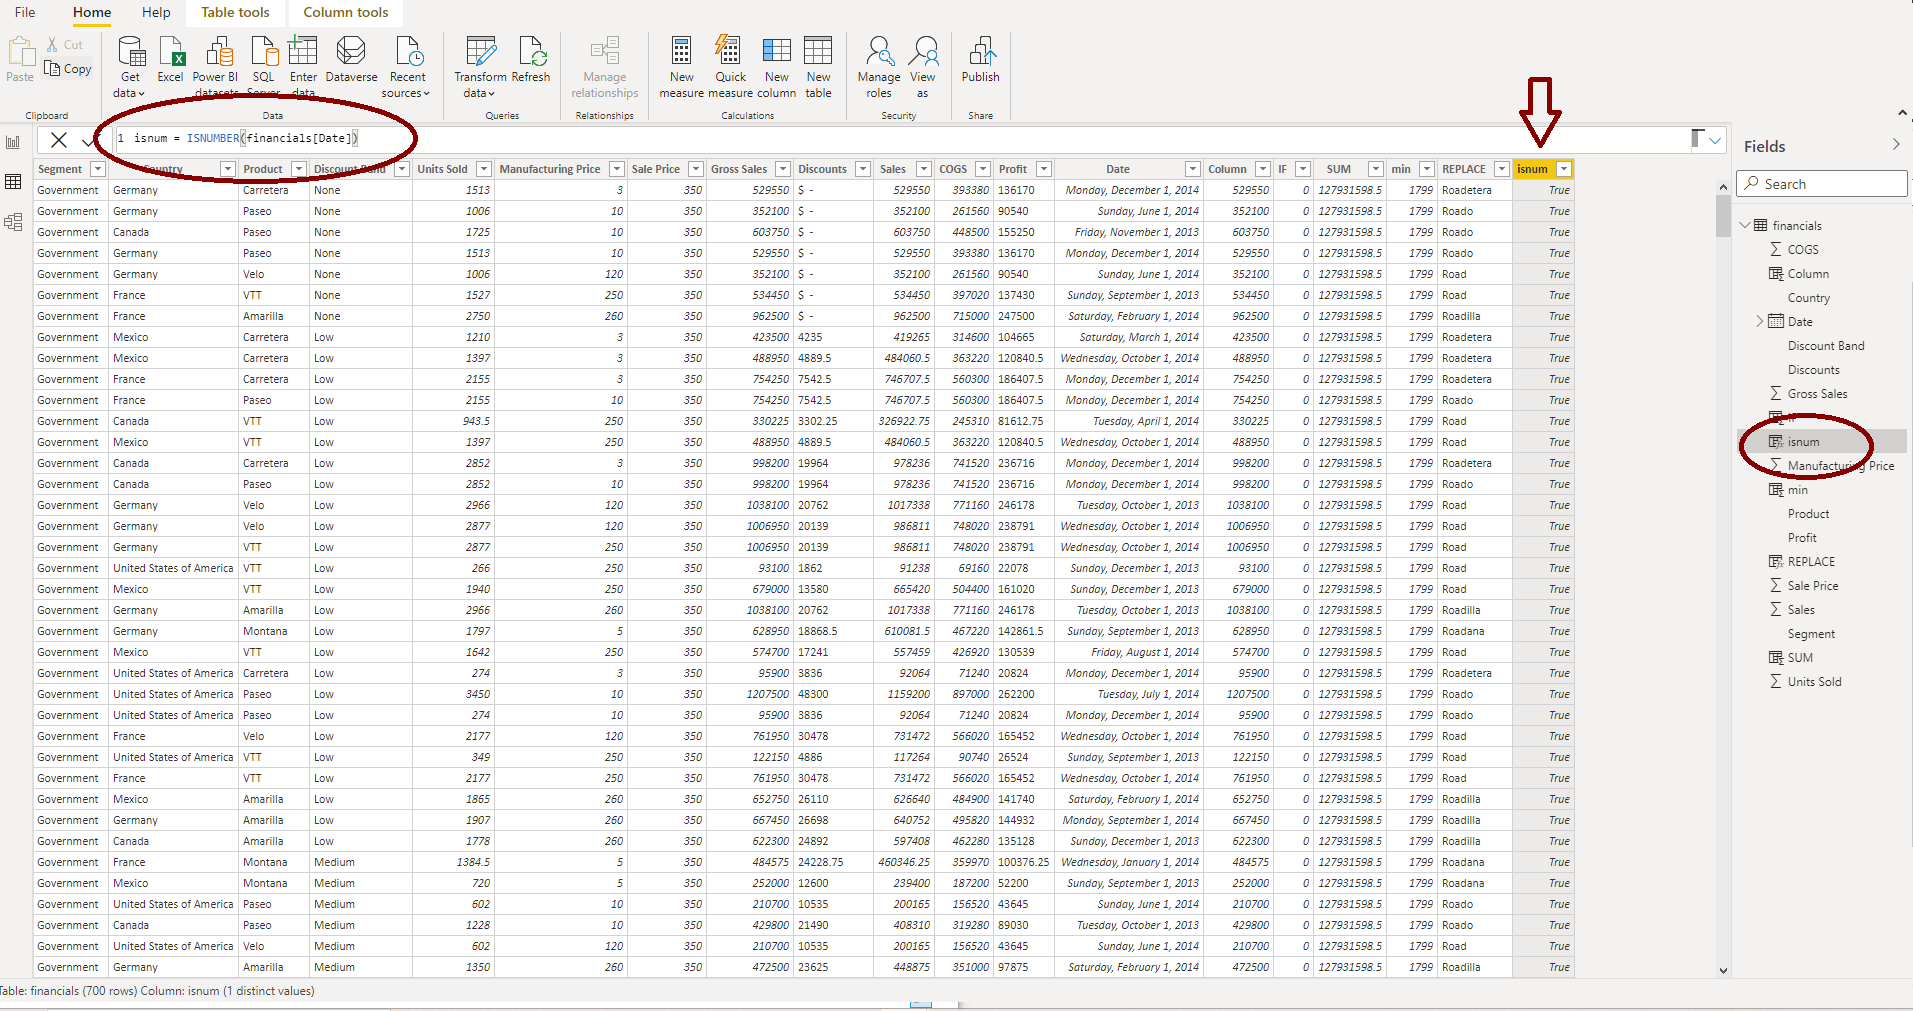 File Home Help Table tools Column tools
Paste Cut Copy Get data Excel Power BI datasets SQL Server Enter data Dataverse Recent sources Transform data Refresh Manage relationships New measure Quick measure New column New table Manage roles View as Publish
Clipboard Data Queries Relationships Calculations Security Share
1 isnum = ISNUMBER(financials[Date])
Segment Country Product Discount Band Units Sold Manufacturing Price Sale Price Gross Sales Discounts Sales COGS Profit Date Column IF SUM min REPLACE isnum
Government Germany Carretera None 1513 3 350 529550 $ - 529550 393380 136170 Monday, December 1, 2014 529550 0 127931598.5 1799 Roadetera True
Government Germany Paseo None 1006 10 350 352100 $ - 352100 261560 90540 Sunday, June 1, 2014 352100 0 127931598.5 1799 Roado True
Government Canada Paseo None 1725 10 350 603750 $ - 603750 448500 155250 Friday, November 1, 2013 603750 0 127931598.5 1799 Roado True
Government Germany Paseo None 1513 10 350 529550 $ - 529550 393380 136170 Monday, December 1, 2014 529550 0 127931598.5 1799 Roado True
Government Germany Velo None 1006 120 350 352100 $ - 352100 261560 90540 Sunday, June 1, 2014 352100 0 127931598.5 1799 Road True
Government France VTT None 1527 250 350 534450 $ - 534450 397020 137430 Sunday, September 1, 2013 534450 0 127931598.5 1799 Road True
Government France Amarilla None 2750 260 350 962500 $ - 962500 715000 247500 Saturday, February 1, 2014 962500 0 127931598.5 1799 Roadilla True
Government Mexico Carretera Low 1210 3 350 423500 4235 419265 314600 104665 Saturday, March 1, 2014 423500 0 127931598.5 1799 Roadetera True
Government Mexico Carretera Low 1397 3 350 488950 4889.5 484060.5 363220 120840.5 Wednesday, October 1, 2014 488950 0 127931598.5 1799 Roadetera True
Government France Carretera Low 2155 3 350 754250 7542.5 746707.5 560300 186407.5 Monday, December 1, 2014 754250 0 127931598.5 1799 Roadetera True
Government France Paseo Low 2155 10 350 754250 7542.5 746707.5 560300 186407.5 Monday, December 1, 2014 754250 0 127931598.5 1799 Roado True
Government Canada VTT Low 943.5 250 350 330225 3302.25 326922.75 245310 81612.75 Tuesday, April 1, 2014 330225 0 127931598.5 1799 Road True
Government Mexico VTT Low 1397 250 350 488950 4889.5 484060.5 363220 120840.5 Wednesday, October 1, 2014 488950 0 127931598.5 1799 Road True
Government Canada Carretera Low 2852 3 350 998200 19964 978236 741520 236716 Monday, December 1, 2014 998200 0 127931598.5 1799 Roadetera True
Government Canada Paseo Low 2852 10 350 998200 19964 978236 741520 236716 Monday, December 1, 2014 998200 0 127931598.5 1799 Roado True
Government Germany Velo Low 2966 120 350 1038100 20762 1017338 771160 246178 Tuesday, October 1, 2013 1038100 0 127931598.5 1799 Road True
Government Germany Velo Low 2877 120 350 1006950 20139 986811 748020 238791 Wednesday, October 1, 2014 1006950 0 127931598.5 1799 Road True
Government Germany VTT Low 2877 250 350 1006950 20139 986811 748020 238791 Wednesday, October 1, 2014 1006950 0 127931598.5 1799 Road True
Government United States of America VTT Low 266 250 350 93100 1862 91238 69160 22078 Sunday, December 1, 2013 93100 0 127931598.5 1799 Road True
Government Mexico VTT Low 1940 250 350 679000 13580 665420 504400 161020 Sunday, December 1, 2013 679000 0 127931598.5 1799 Road True
Government Germany Amarilla Low 2966 260 350 1038100 20762 1017338 771160 246178 Tuesday, October 1, 2013 1038100 0 127931598.5 1799 Roadilla True
Government Germany Montana Low 1797 5 350 628950 18868.5 610081.5 467220 142861.5 Sunday, September 1, 2013 628950 0 127931598.5 1799 Roadana True
Government Mexico VTT Low 1642 250 350 574700 17241 557459 426920 130539 Friday, August 1, 2014 574700 0 127931598.5 1799 Road True
Government United States of America Carretera Low 274 3 350 95900 3836 92064 71240 20824 Monday, December 1, 2014 95900 0 127931598.5 1799 Roadetera True
Government United States of America Paseo Low 3450 10 350 1207500 48300 1159200 897000 262200 Tuesday, July 1, 2014 1207500 0 127931598.5 1799 Roado True
Government United States of America Paseo Low 274 10 350 95900 3836 92064 71240 20824 Monday, December 1, 2014 95900 0 127931598.5 1799 Roado True
Government France Velo Low 2177 120 350 761950 30478 731472 566020 165452 Wednesday, October 1, 2014 761950 0 127931598.5 1799 Road True
Government United States of America VTT Low 349 250 350 122150 4886 117264 90740 26524 Sunday, September 1, 2013 122150 0 127931598.5 1799 Road True
Government France VTT Low 2177 250 350 761950 30478 731472 566020 165452 Wednesday, October 1, 2014 761950 0 127931598.5 1799 Road True
Government Mexico Amarilla Low 1865 260 350 652750 26110 626640 484900 141740 Saturday, February 1, 2014 652750 0 127931598.5 1799 Roadilla True
Government Germany Amarilla Low 1907 260 350 667450 26698 640752 495820 144932 Monday, September 1, 2014 667450 0 127931598.5 1799 Roadilla True
Government Canada Amarilla Low 1778 260 350 622300 24892 597408 462280 135128 Sunday, December 1, 2013 622300 0 127931598.5 1799 Roadilla True
Government France Montana Medium 1384.5 5 350 484575 24228.75 460346.25 359970 100376.25 Wednesday, January 1, 2014 484575 0 127931598.5 1799 Roadana True
Government Mexico Montana Medium 720 5 350 252000 12600 239400 187200 52200 Sunday, September 1, 2013 252000 0 127931598.5 1799 Roadana True
Government United States of America Paseo Medium 602 10 350 210700 10535 200165 156520 43645 Sunday, June 1, 2014 210700 0 127931598.5 1799 Roado True
Government Canada Paseo Medium 1228 10 350 429800 21490 408310 319280 89030 Tuesday, October 1, 2013 429800 0 127931598.5 1799 Roado True
Government United States of America Velo Medium 602 120 350 210700 10535 200165 156520 43645 Sunday, June 1, 2014 210700 0 127931598.5 1799 Road True
Government Germany Amarilla Medium 1350 260 350 472500 23625 448875 351000 97875 Saturday, February 1, 2014 472500 0 127931598.5 1799 Roadilla True
Table: financials (700 rows) Column: isnum (1 distinct values)
Fields
Search
financials
COGS
Column
Country
Date
Discount Band
Discounts
Gross Sales
IF
isnum
Manufacturing Price
min
Product
Profit
REPLACE
Sale Price
Sales
Segment
SUM
Units Sold